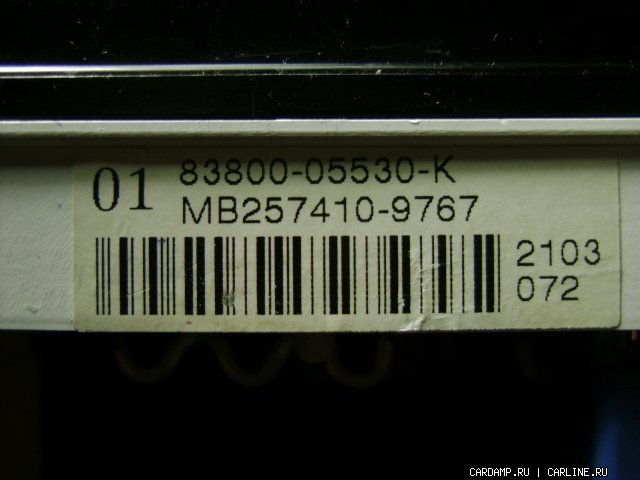 01 83800-05530-K
MB257410-9767
2103
072
CARDAMP.RU | CARLINE.RU